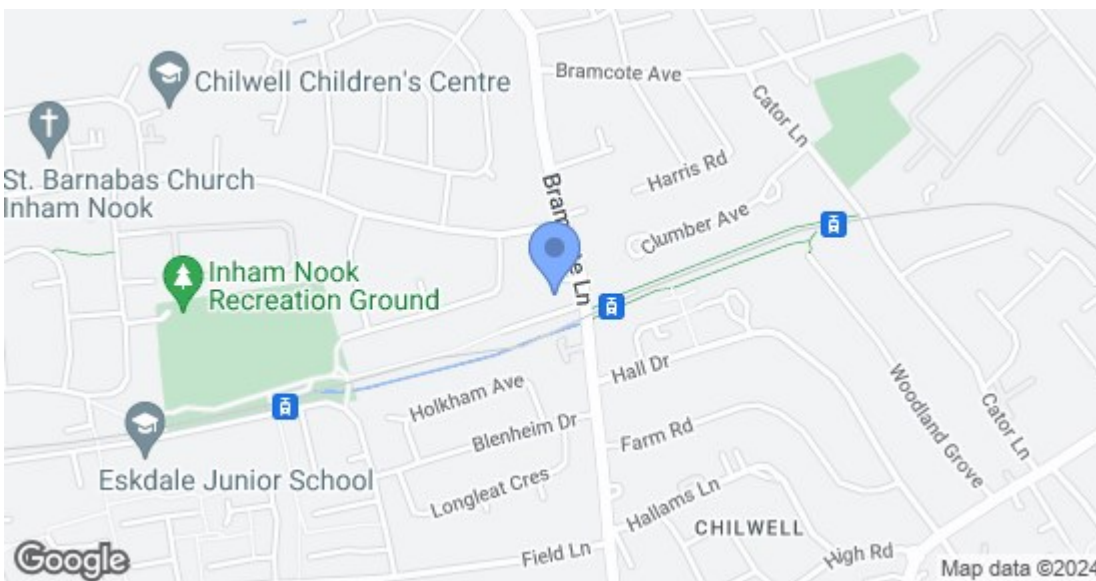 Bramcote Ave
Chilwell Children's Centre
Cator Ln
St. Barnabas Church
Inham Nook
Harris Rd
Clumber Ave
Inham Nook
Recreation Ground
Hall Dr
Holkham Ave
Woodland Grove
Cator Ln
Blenheim Dr
Farm Rd
Eskdale Junior School
Longleat Cres
Hallams Ln
CHILWELL
Field Ln
High Rd
Google
Map data ©2024